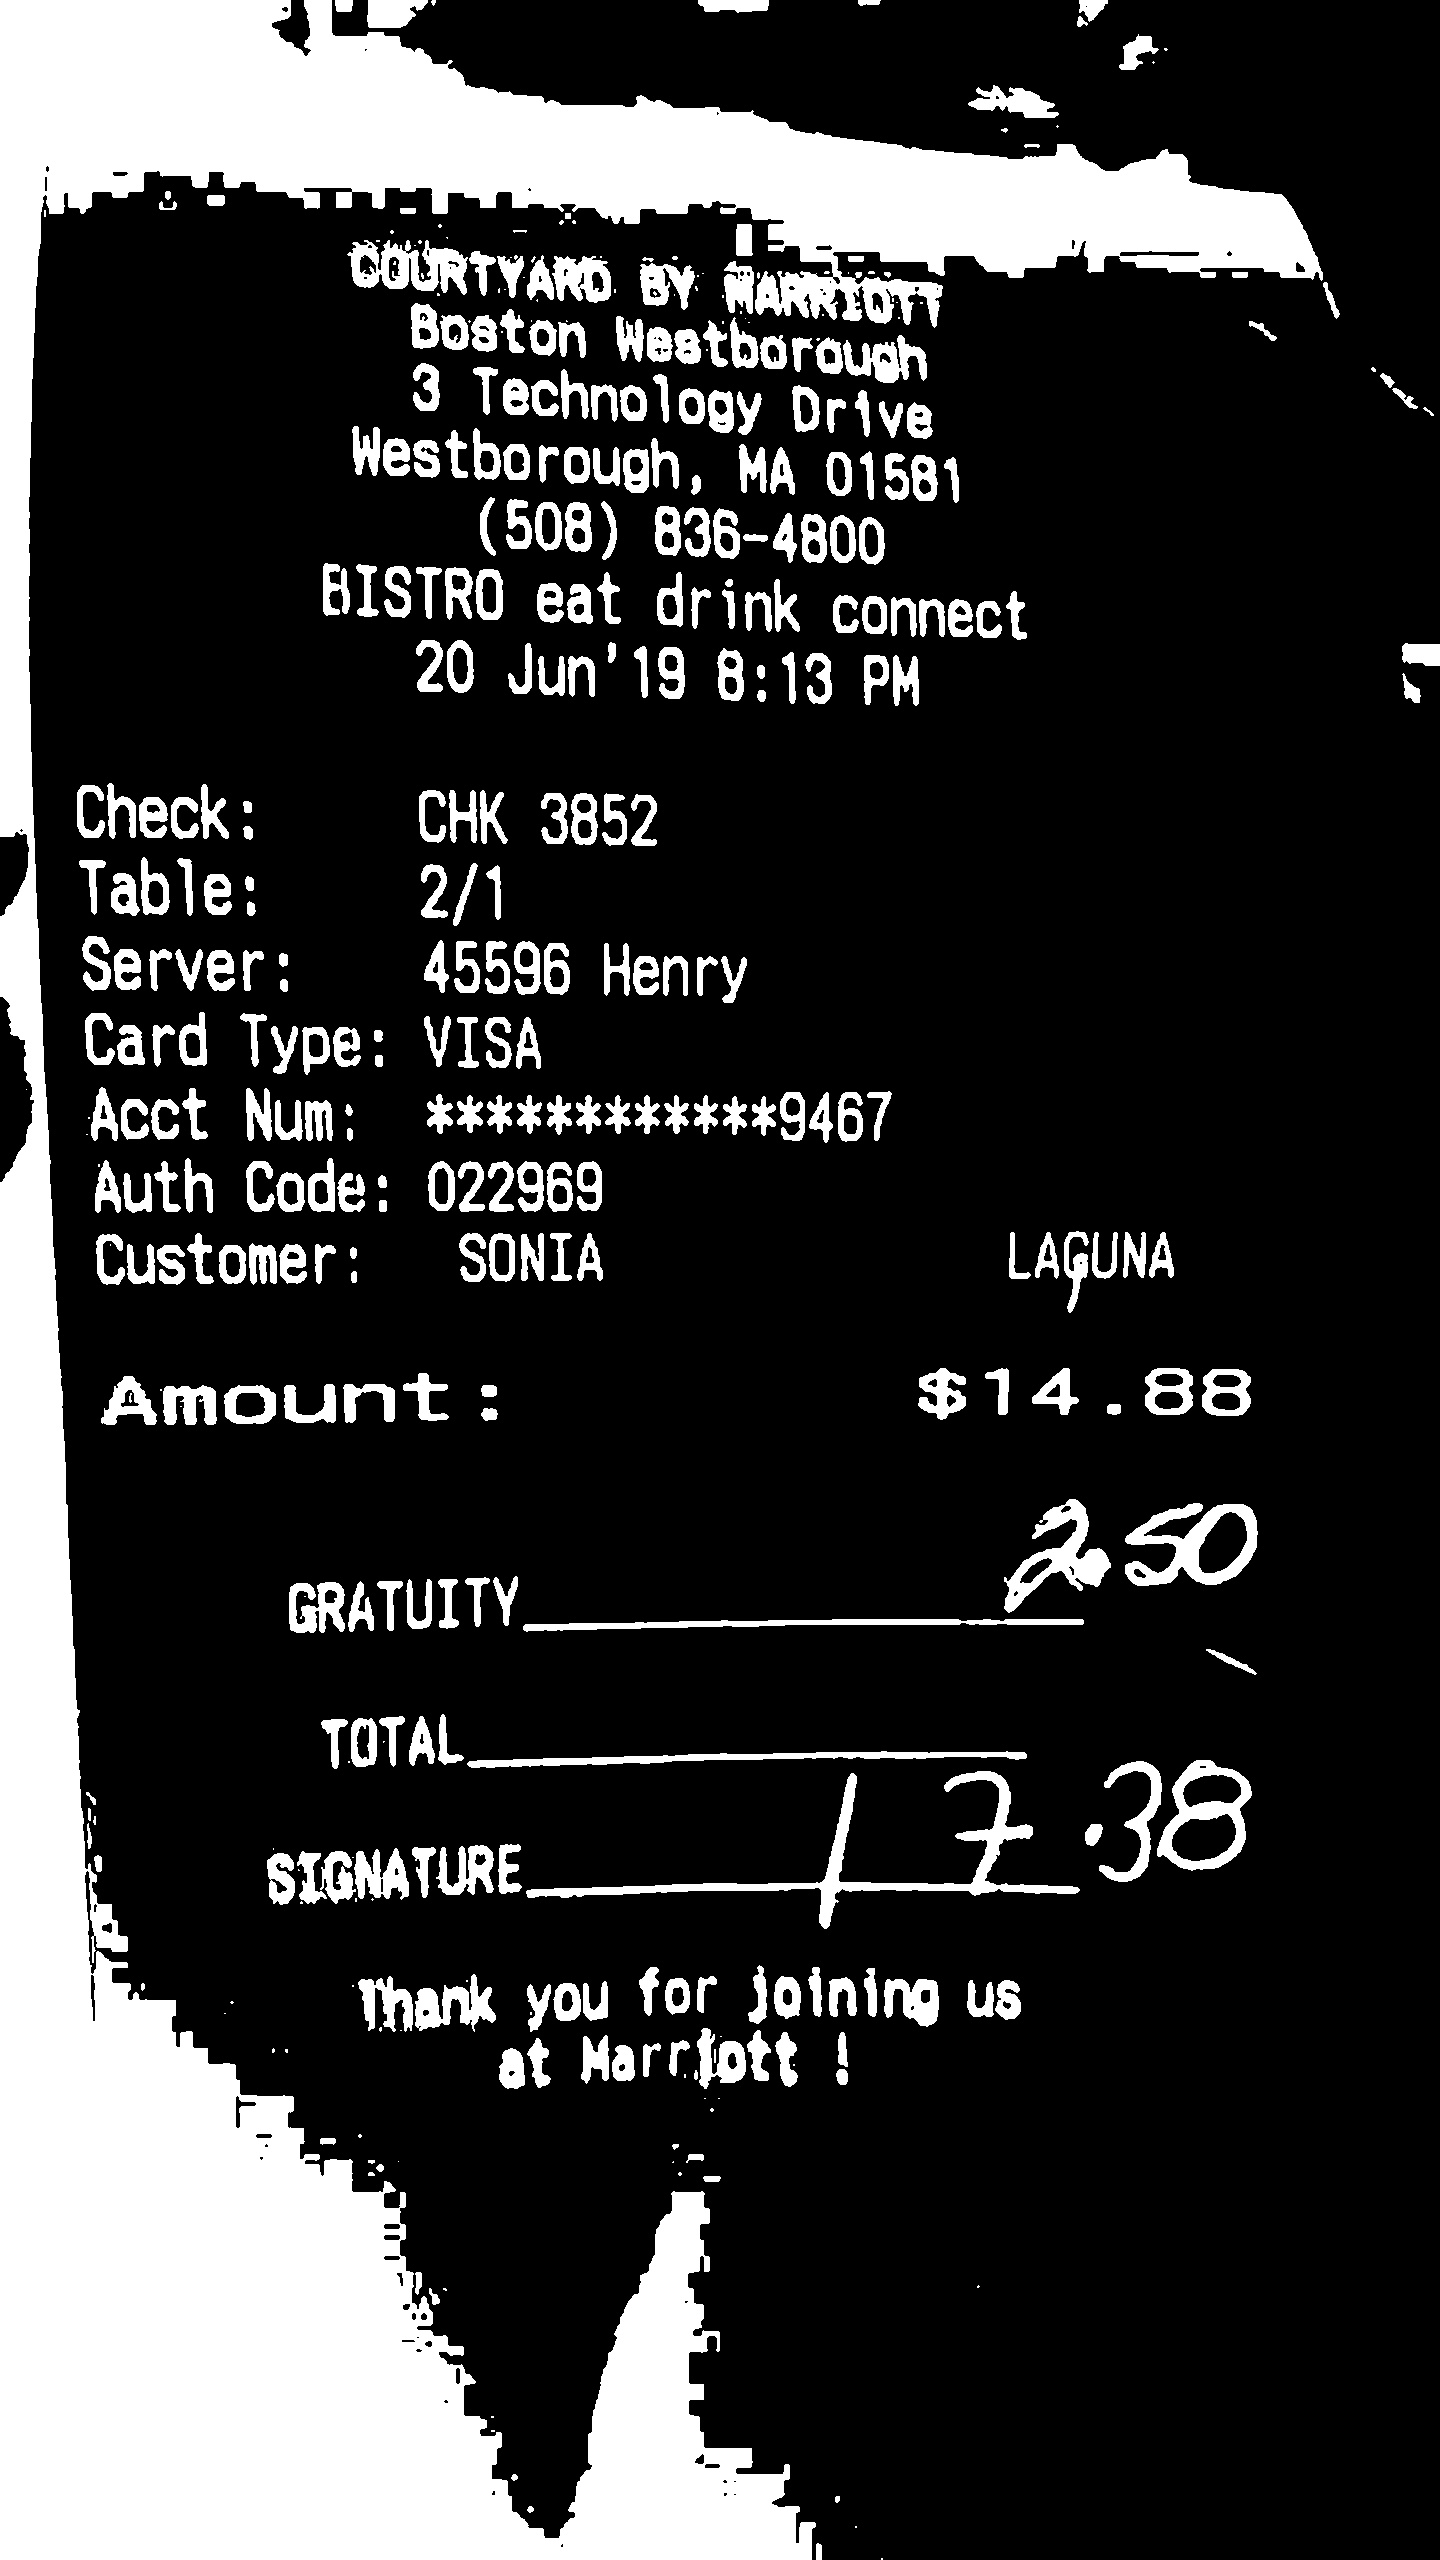 COURTYARD BY MARRIOTT
Boston Westborough
3 Technology Drive
Westborough, MA 01581
(508) 836-4800
BISTRO eat drink connect
20 Jun'19 8:13 PM
Check: CHK 3852
Table: 2/1
Server: 45596 Henry
Card Type: VISA
Acct Num: ************9467
Auth Code: 022969
Customer: SONIA LAGUNA
Amount: $14.88
GRATUITY 2.50
TOTAL 17.38
SIGNATURE
Thank you for joining us
at Marriott !